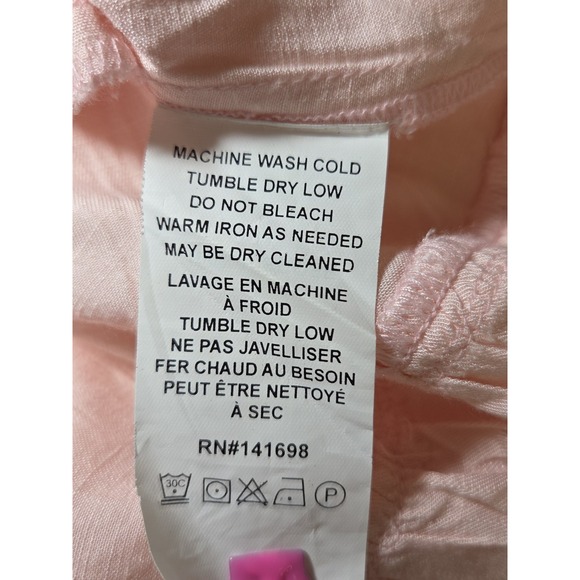 MACHINE WASH COLD
TUMBLE DRY LOW
DO NOT BLEACH
WARM IRON AS NEEDED
MAY BE DRY CLEANED
LAVAGE EN MACHINE
À FROID
TUMBLE DRY LOW
NE PAS JAVELLISER
FER CHAUD AU BESOIN
PEUT ÊTRE NETTOYÉ
À SEC
RN#141698
30C P